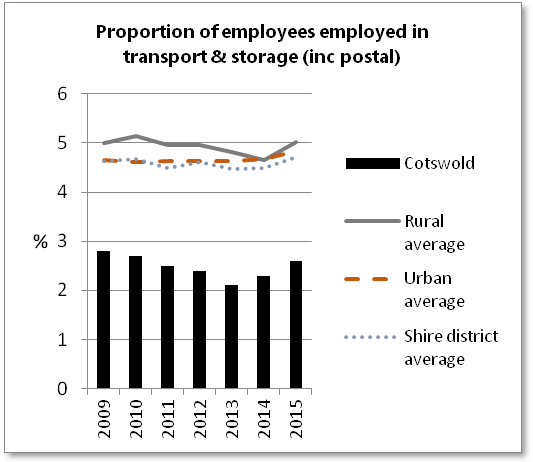 Proportion of employees employed in
transport & storage (inc postal)
6
5
4
3
2
1
0
%
2009
2010
2011
2012
2013
2014
2015
Cotswold
Rural
average
Urban
average
Shire district
average